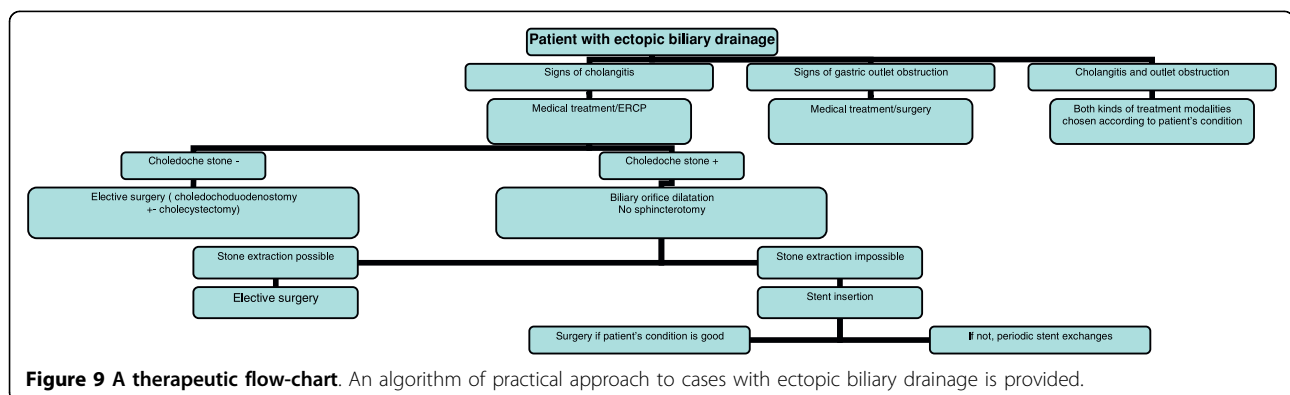 Patient with ectopic biliary drainage
Signs of cholangitis
Signs of gastric outlet obstruction
Cholangitis and outlet obstruction
Medical treatment/ERCP
Medical treatment/surgery
Both kinds of treatment modalities
chosen according to patient's condition
Choledoche stone -
Choledoche stone +
Elective surgery ( choledochoduodenostomy
+- cholecystectomy)
Biliary orifice dilatation
No sphincterotomy
Stone extraction possible
Stone extraction impossible
Elective surgery
Stent insertion
Surgery if patient's condition is good
If not, periodic stent exchanges
Figure 9 A therapeutic flow-chart. An algorithm of practical approach to cases with ectopic biliary drainage is provided.